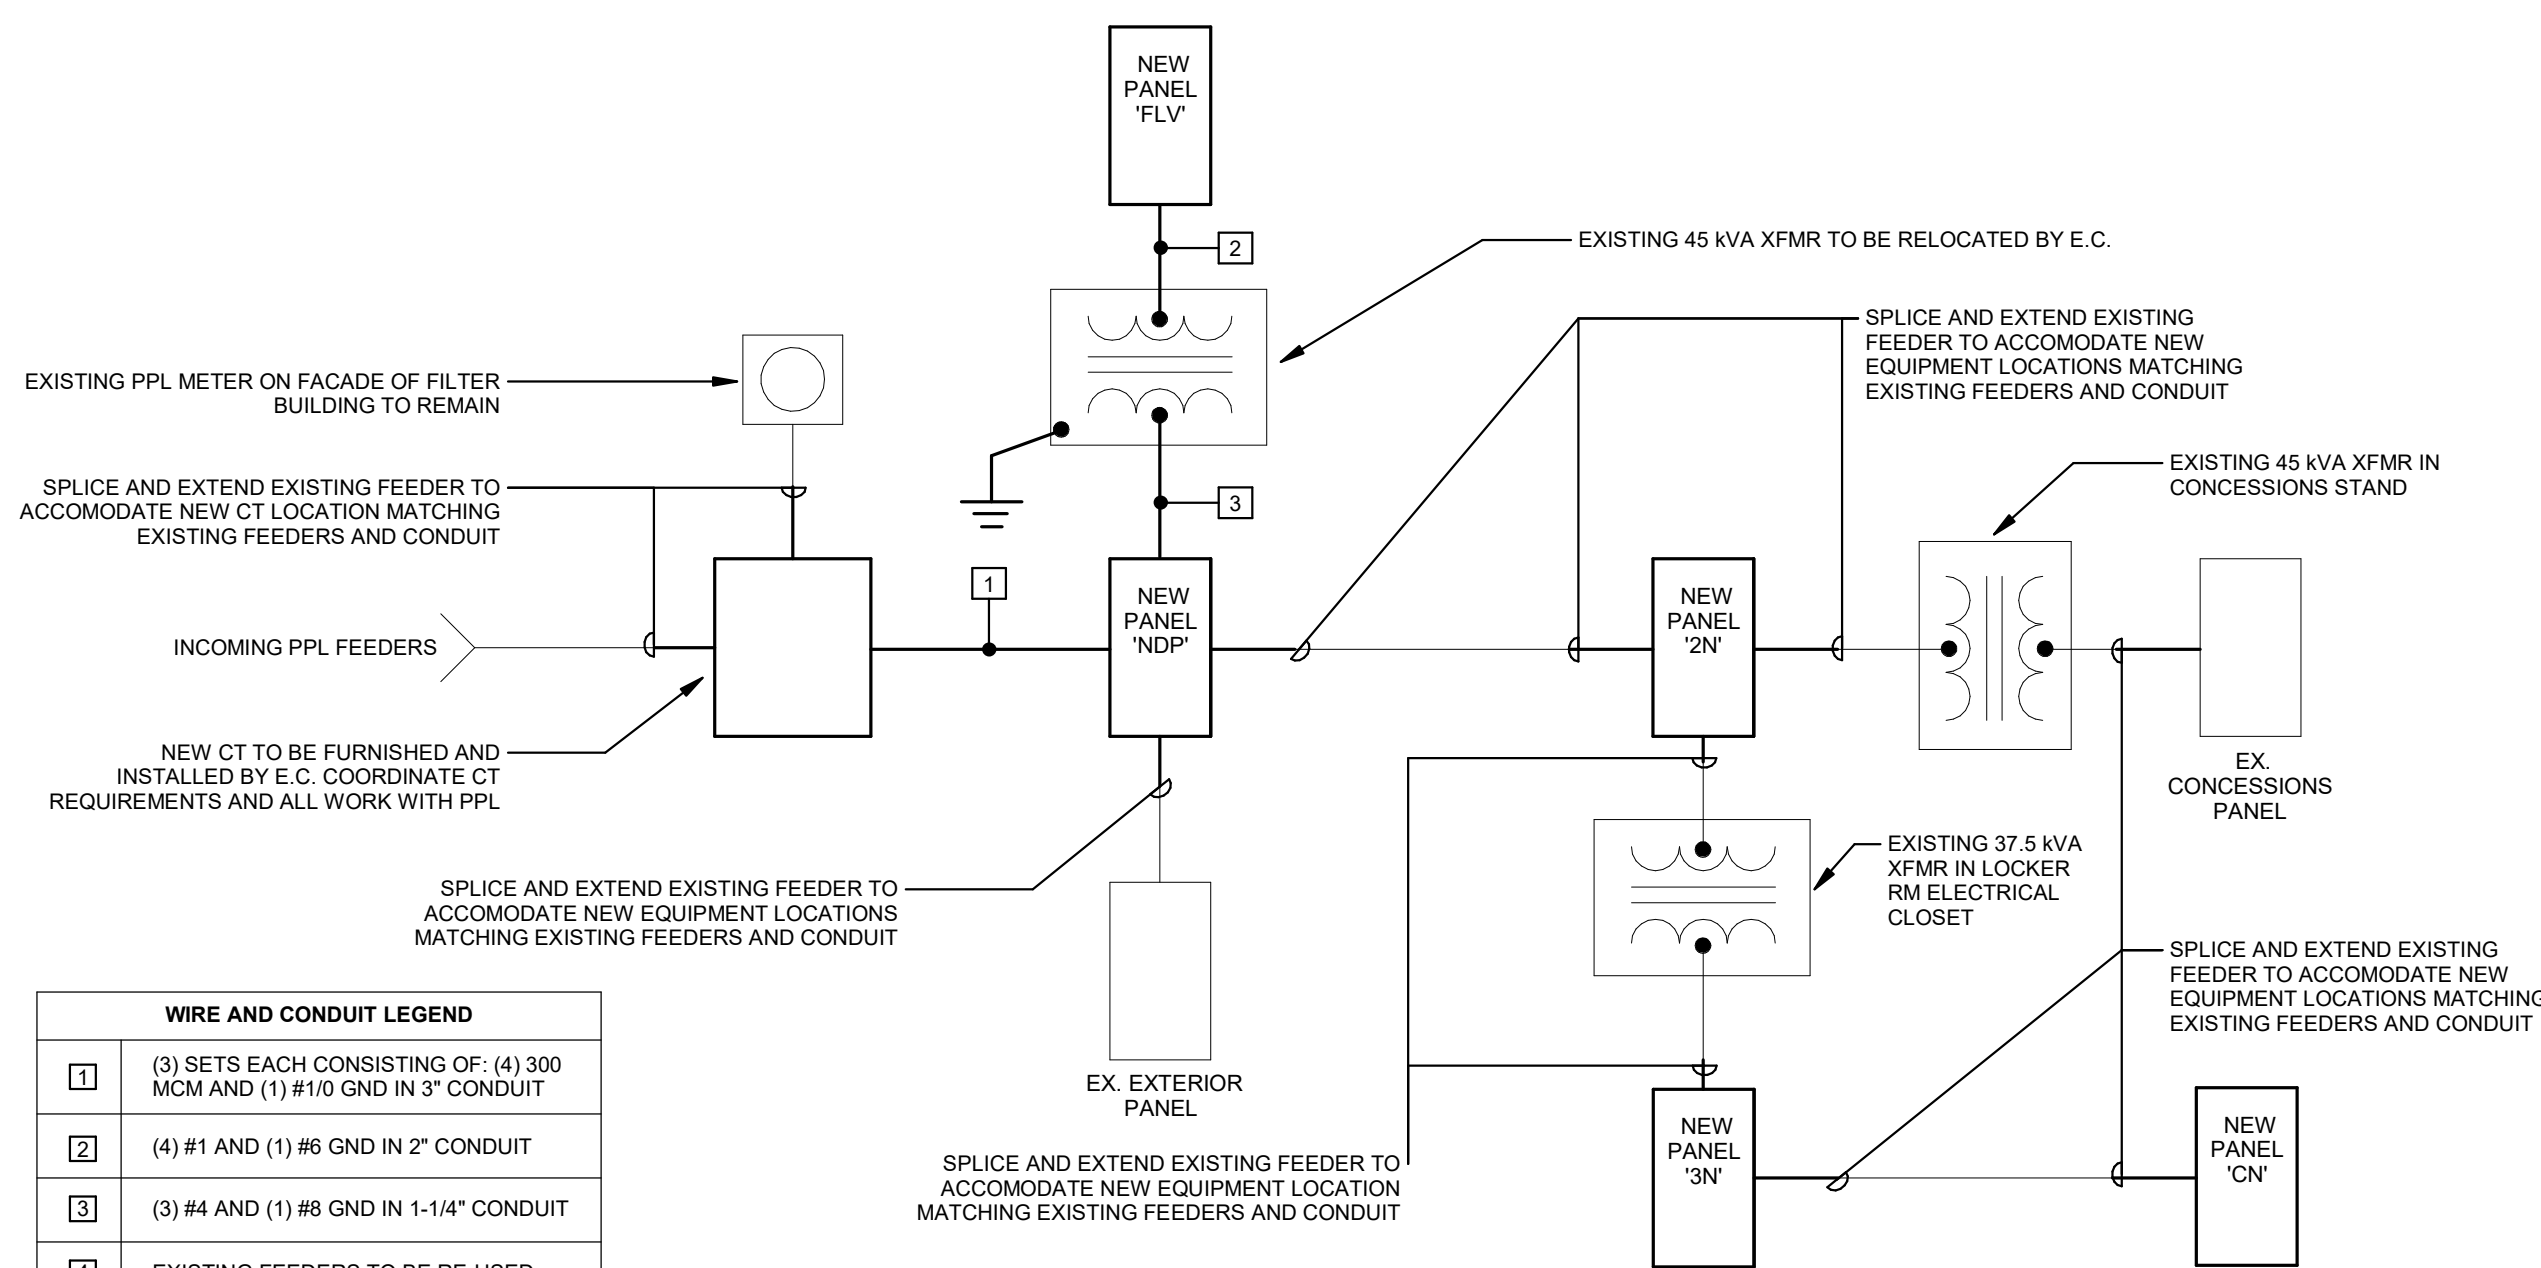 NEW
PANEL
'FLV'
2
EXISTING 45 kVA XFMR TO BE RELOCATED BY E.C.
SPLICE AND EXTEND EXISTING
FEEDER TO ACCOMODATE NEW
EQUIPMENT LOCATIONS MATCHING
EXISTING FEEDERS AND CONDUIT
EXISTING PPL METER ON FACADE OF FILTER
BUILDING TO REMAIN
EXISTING 45 kVA XFMR IN
CONCESSIONS STAND
SPLICE AND EXTEND EXISTING FEEDER TO
ACCOMODATE NEW CT LOCATION MATCHING
EXISTING FEEDERS AND CONDUIT
3
1
NEW
PANEL
'NDP'
NEW
PANEL
'2N'
INCOMING PPL FEEDERS
NEW CT TO BE FURNISHED AND
INSTALLED BY E.C. COORDINATE CT
REQUIREMENTS AND ALL WORK WITH PPL
EX.
CONCESSIONS
PANEL
EXISTING 37.5 kVA
XFMR IN LOCKER
RM ELECTRICAL
CLOSET
SPLICE AND EXTEND EXISTING FEEDER TO
ACCOMODATE NEW EQUIPMENT LOCATIONS
MATCHING EXISTING FEEDERS AND CONDUIT
SPLICE AND EXTEND EXISTING
FEEDER TO ACCOMODATE NEW
EQUIPMENT LOCATIONS MATCHING
EXISTING FEEDERS AND CONDUIT
EX. EXTERIOR
PANEL
SPLICE AND EXTEND EXISTING FEEDER TO
ACCOMODATE NEW EQUIPMENT LOCATION
MATCHING EXISTING FEEDERS AND CONDUIT
NEW
PANEL
'3N'
NEW
PANEL
'CN'
WIRE AND CONDUIT LEGEND
1 (3) SETS EACH CONSISTING OF: (4) 300
MCM AND (1) #1/0 GND IN 3" CONDUIT
2 (4) #1 AND (1) #6 GND IN 2" CONDUIT
3 (3) #4 AND (1) #8 GND IN 1-1/4" CONDUIT
4 EXISTING FEEDERS TO BE RE-USED